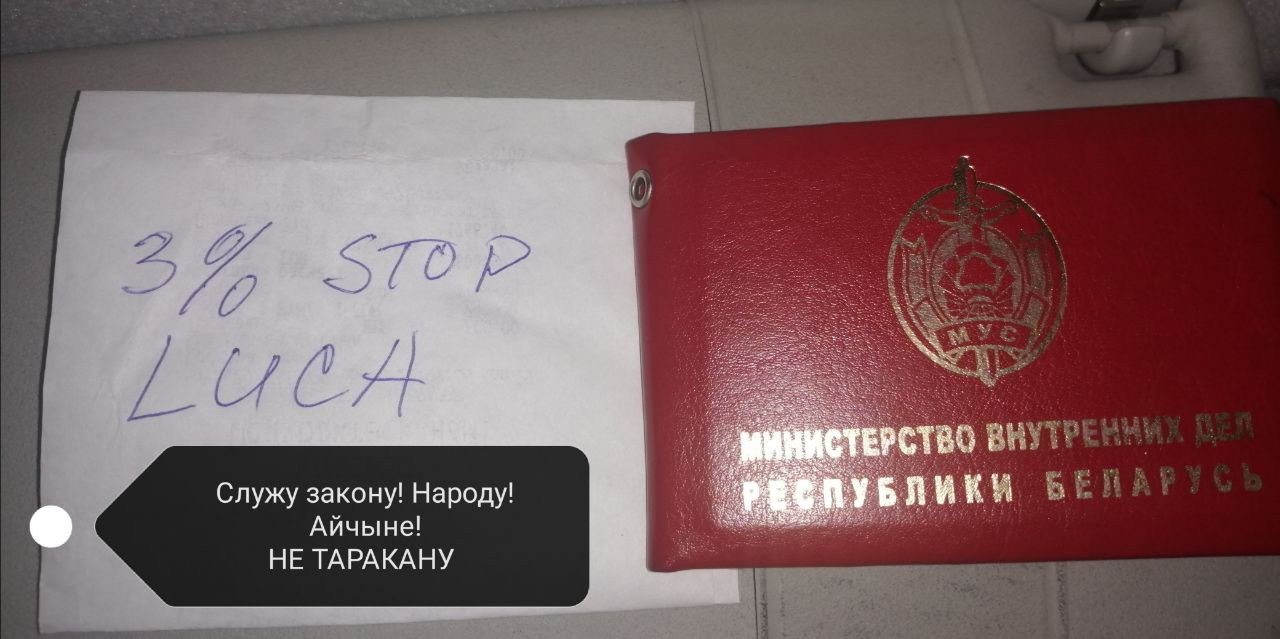 3% STOP
LUCA
Служу закону! Народу!
Айчыне!
НЕ ТАРАКАНУ
МУС
МИНИСТЕРСТВО ВНУТРЕННИХ ДЕЛ
РЕСПУБЛИКИ БЕЛАРУСЬ